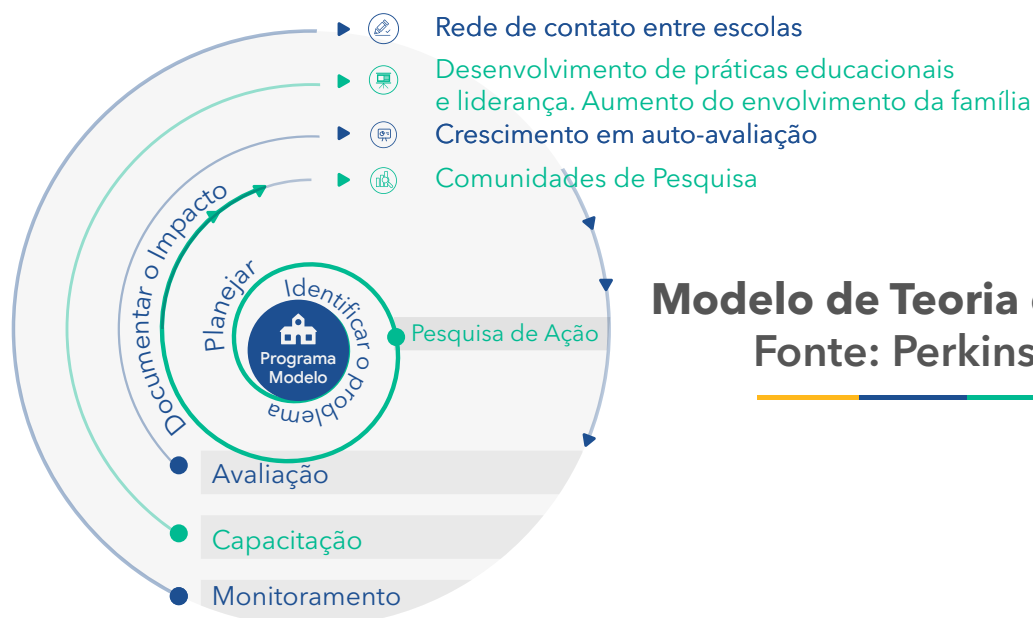 Rede de contato entre escolas
Desenvolvimento de práticas educacionais
e liderança. Aumento do envolvimento da família
Crescimento em auto-avaliação
Comunidades de Pesquisa
Documentar o Impacto
Planejar
Identificar o problema
Programa
Modelo
Pesquisa de Ação
Modelo de Teoria
Fonte: Perkins
Avaliação
Capacitação
Monitoramento